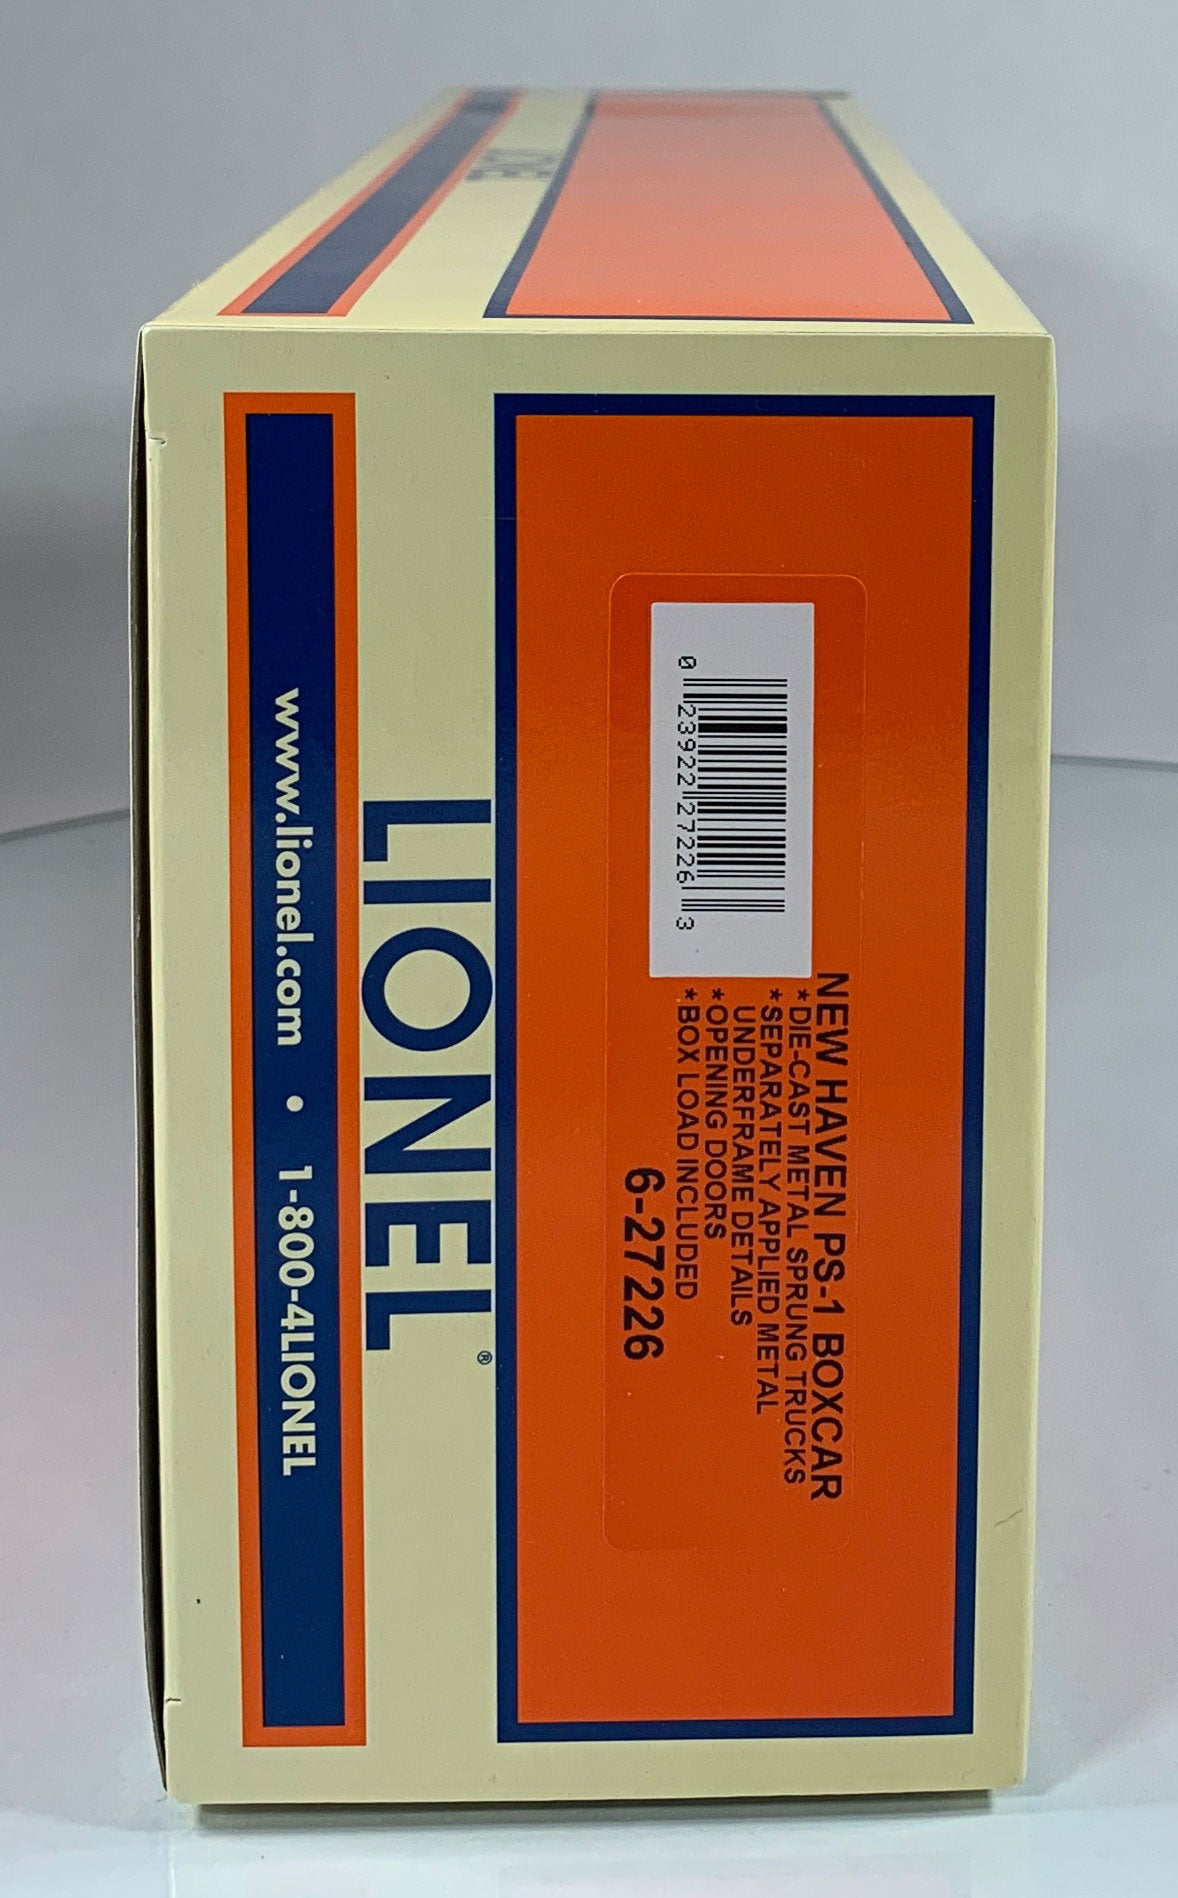 NEW HAVEN PS-1 BOXCAR
*DIE-CAST METAL SPRUNG TRUCKS
*SEPARATELY APPLIED METAL
UNDERFRAME DETAILS
*OPENING DOORS
*BOX LOAD INCLUDED
6-27226
0 23922 27226 3
LIONEL®
www.lionel.com • 1-800-4LIONEL